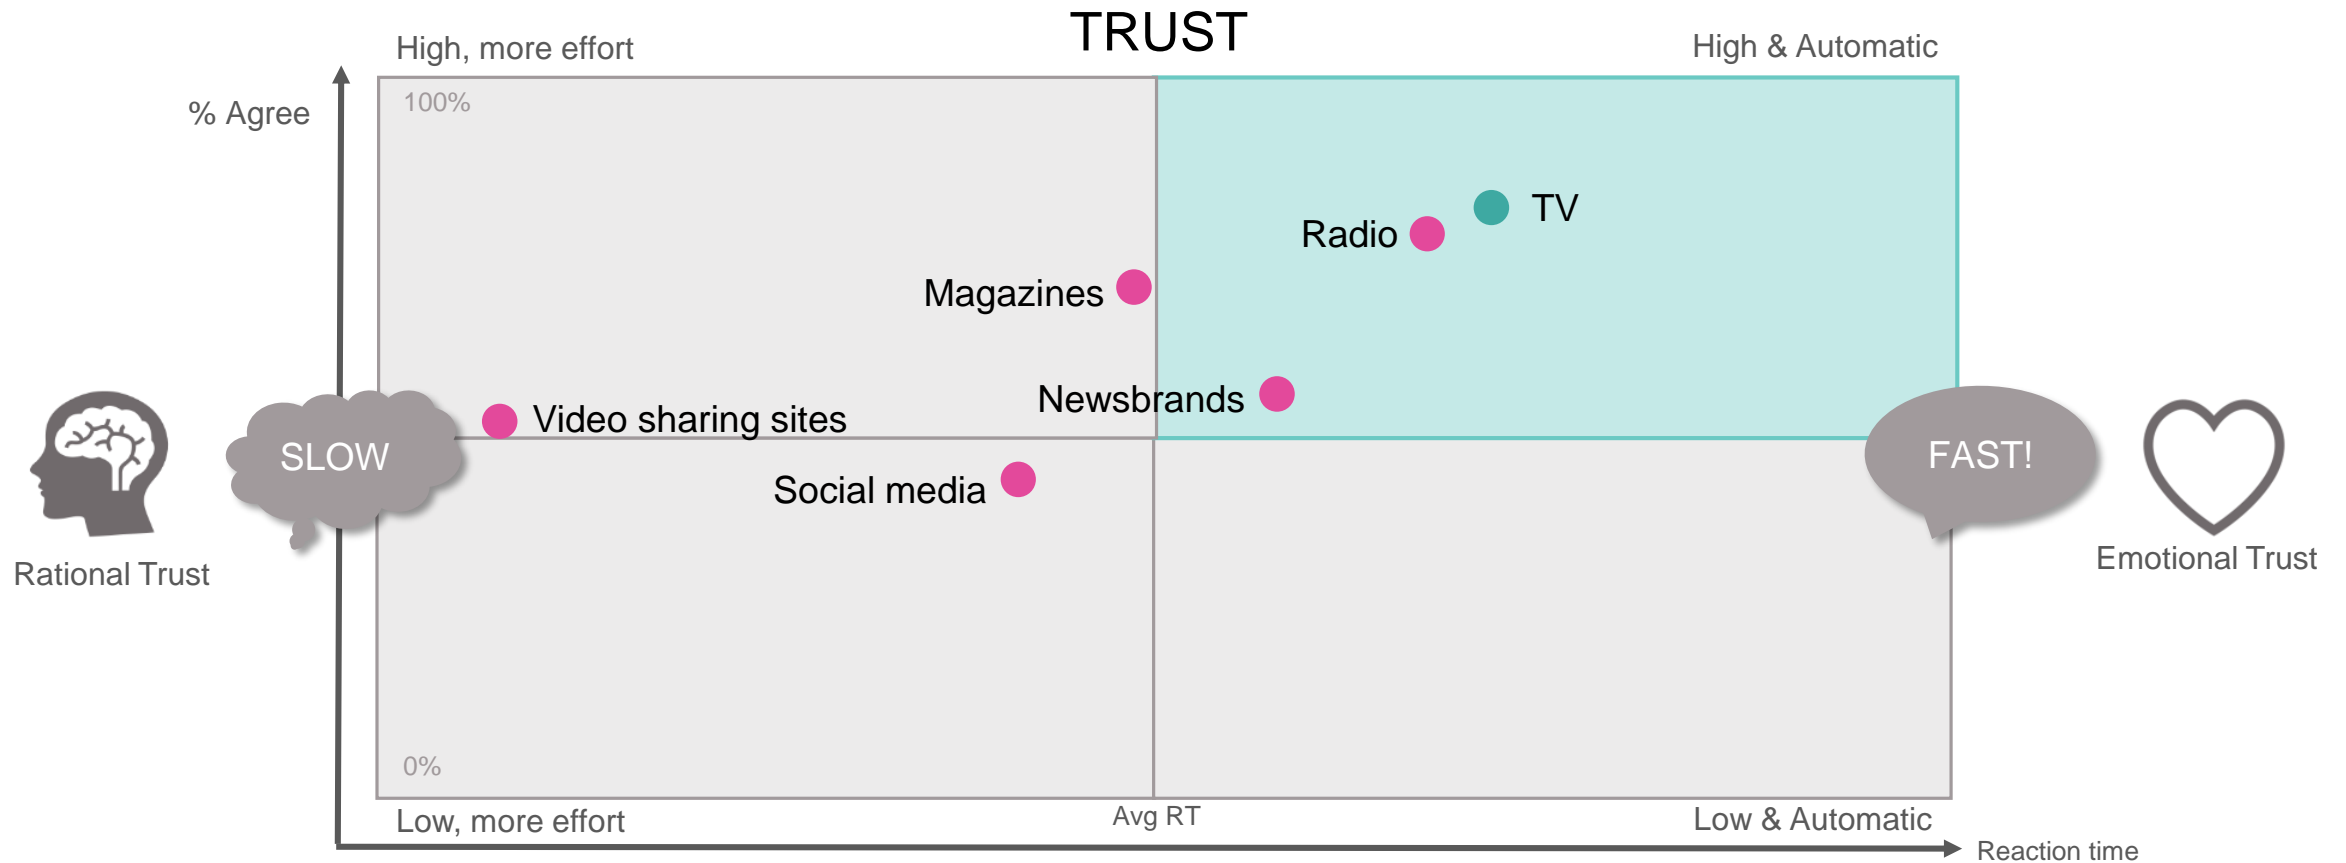 TRUST
High, more effort
High & Automatic
100%
% Agree
TV
Radio
Magazines
Newsbrands
Video sharing sites
SLOW
FAST!
Social media
Rational Trust
Emotional Trust
0%
Low, more effort
Avg RT
Low & Automatic
Reaction time